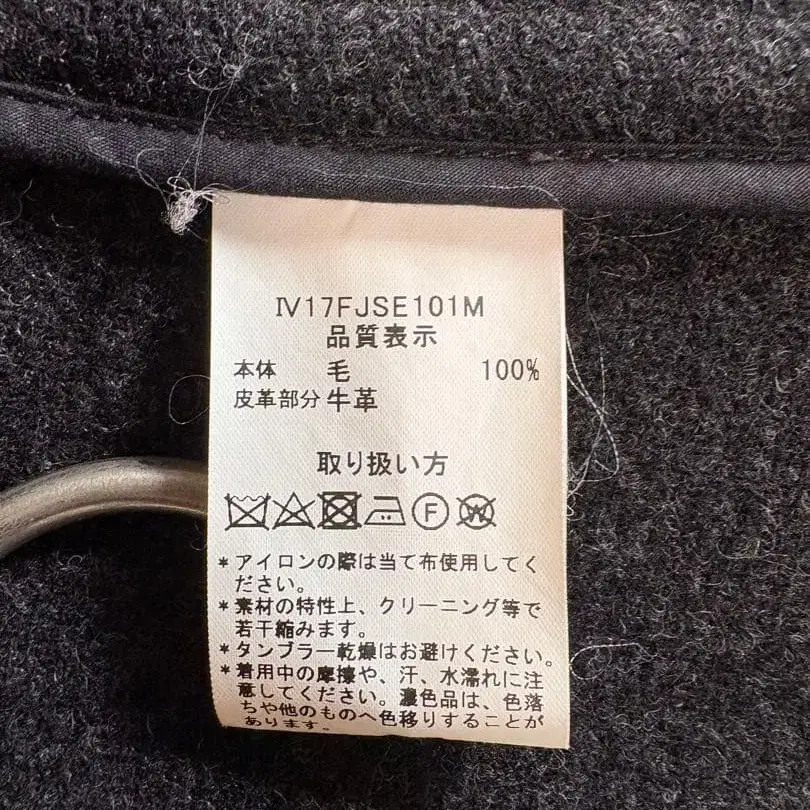 Ⅳ17FJSE101M
品質表示
本体 毛 100%
皮革部分 牛革
取り扱い方
F W
*アイロンの際は当て布使用してく
ださい。
*素材の特性上、クリーニング等で
若干縮みます。
*タンブラー乾燥はお避けください。
*着用中の摩擦や、汗、水濡れに注
意してください。濃色品は、色落
ちや他のものへ色移りすることが
あります。